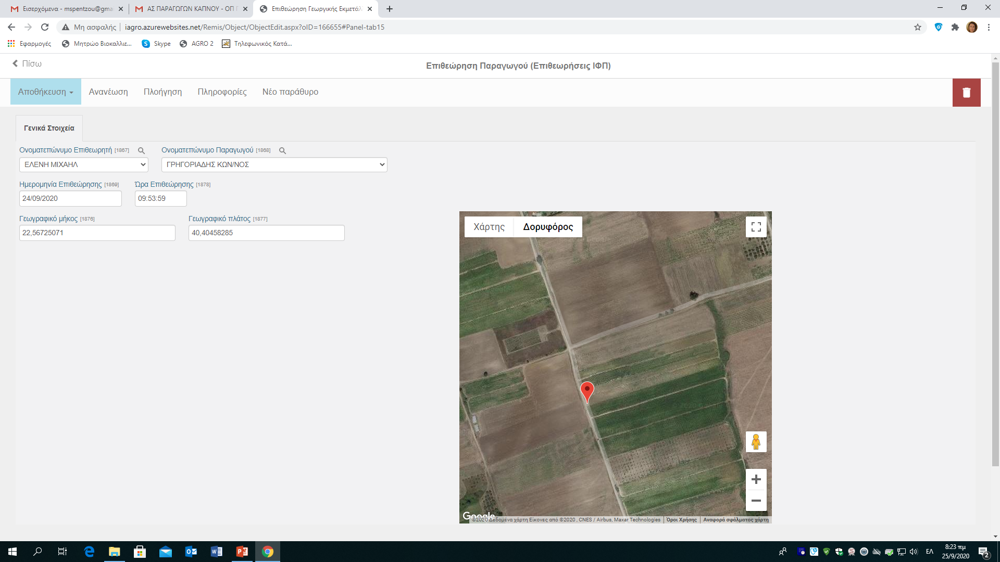 Εισερχόμενα - mspentzou@gma
ΑΣ ΠΑΡΑΓΩΓΩΝ ΚΑΠΝΟΥ - ΟΠ Γ
Επιθεώρηση Γεωργικής Εκμετάλ
Μη ασφαλής
iagro.azurewebsites.net/Remis/Object/ObjectEdit.aspx?oID=166655#Panel-tab15
Εφαρμογές
Μητρώο Βιοκαλλιε...
Skype
AGRO 2
Τηλεφωνικός Κατά...
Πίσω
Επιθεώρηση Παραγωγού (Επιθεωρήσεις ΙΦΠ)
Αποθήκευση
Ανανέωση
Πλοήγηση
Πληροφορίες
Νέο παράθυρο
Γενικά Στοιχεία
Ονοματεπώνυμο Επιθεωρητή [1867]
Ονοματεπώνυμο Παραγωγού [1868]
ΕΛΕΝΗ ΜΙΧΑΗΛ
ΓΡΗΓΟΡΙΑΔΗΣ ΚΩΝ/ΝΟΣ
Ημερομηνία Επιθεώρησης [1869]
Ώρα Επιθεώρησης [1878]
24/09/2020
09:53:59
Γεωγραφικό μήκος [1876]
Γεωγραφικό πλάτος [1877]
22,56725071
40,40458285
Χάρτης
Δορυφόρος
Google
©2020 Δεδομένα χάρτη Εικόνες από ©2020 , CNES / Airbus, Maxar Technologies
Όροι Χρήσης
Αναφορά σφάλματος χάρτη
ΕΛ
8:23 πμ
25/9/2020
2